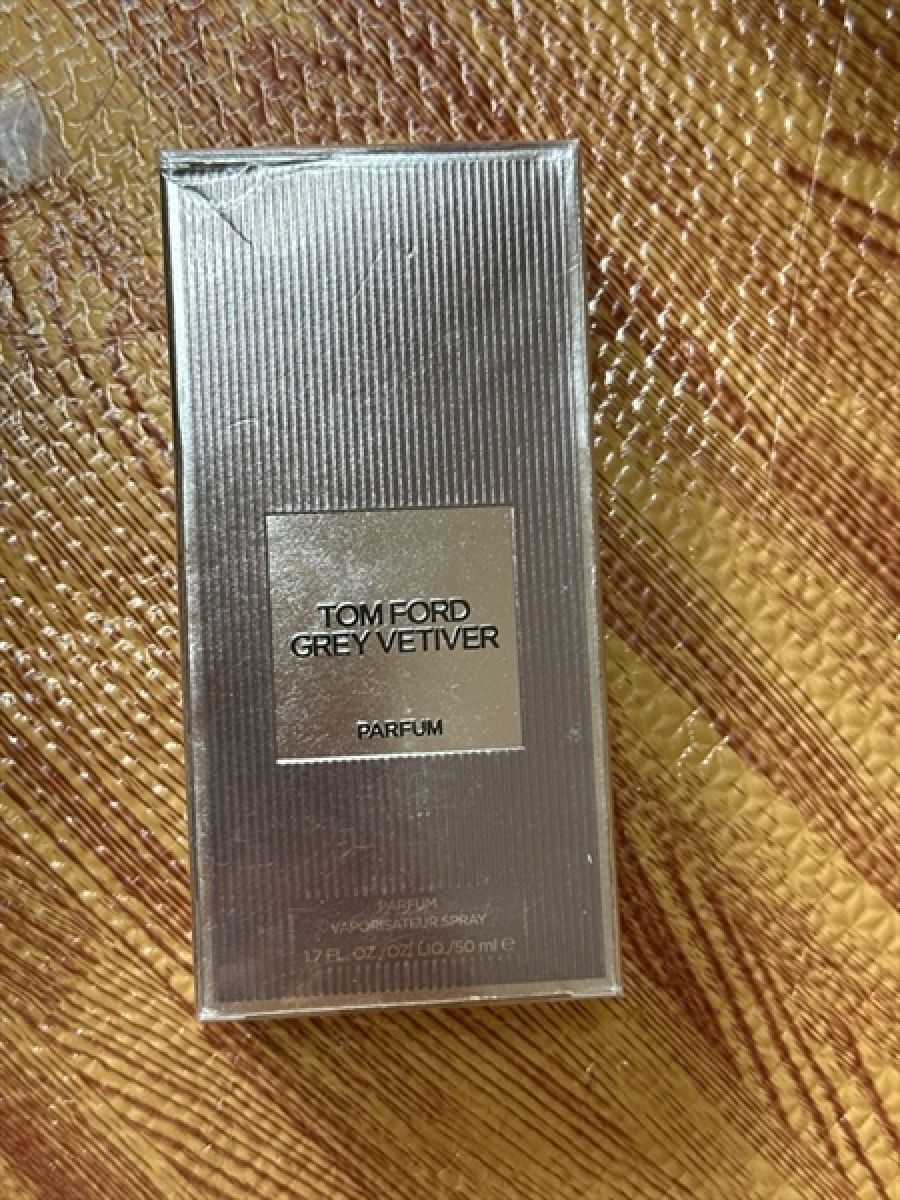 TOM FORD
GREY VETIVER
PARFUM
PARFUM
VAPORISATEUR SPRAY
1.7 FL. OZ./OZ. LIQ./50 ml ℮